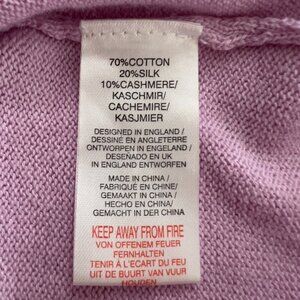 70%COTTON
20%SILK
10%CASHMERE/
KASCHMIR/
CACHEMIRE/
KASJMIER
DESIGNED IN ENGLAND /
DESSINÉ EN ANGLETERRE
ONTWORPEN IN ENGELAND /
DESENADO EN UK
IN ENGLAND ENTWORFEN
MADE IN CHINA /
FABRIQUÉ EN CHINE/
GEMAAKT IN CHINA /
HECHO EN CHINA/
GEMACHT IN DER CHINA
KEEP AWAY FROM FIRE
VON OFFENEM FEUER
FERNHALTEN
TENIR À L'ÉCART DU FEU
UIT DE BUURT VAN VUUR
HOUDEN